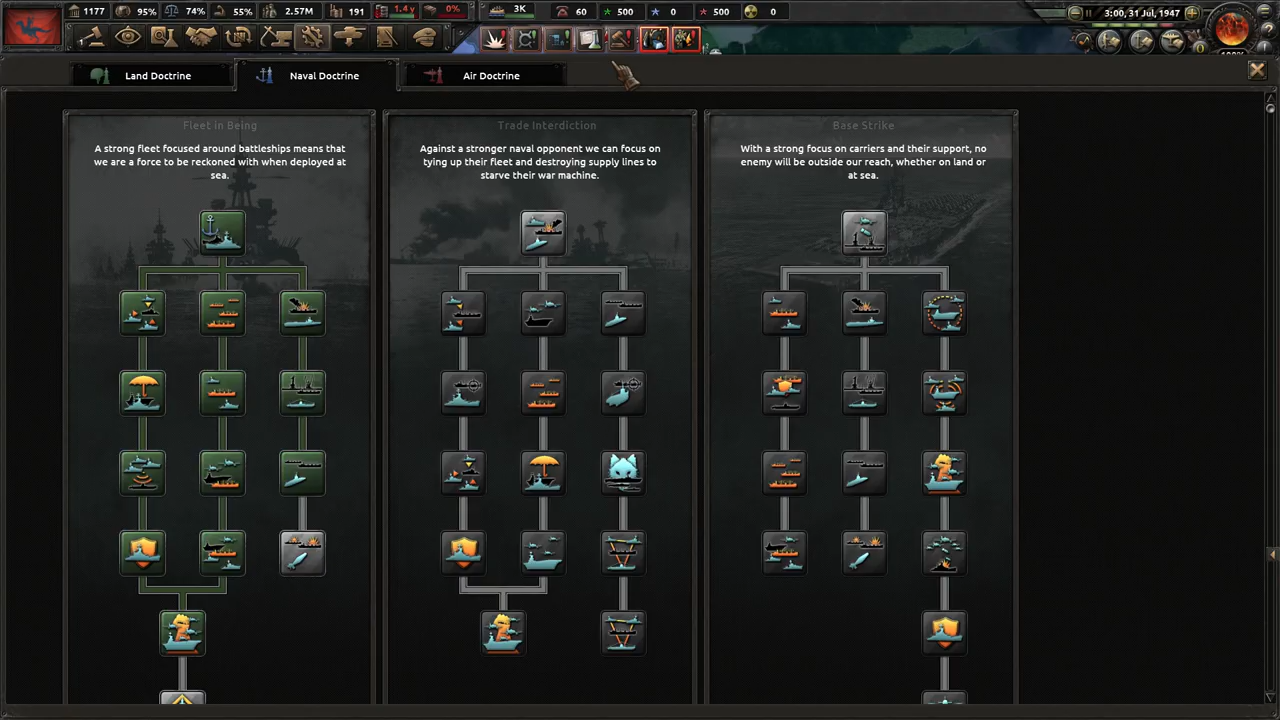 1177
95%
74%
55%
2.57M
191
1.4y
0%
3K
60
500
0
500
0
3:00, 31 Jul, 1947
Land Doctrine
Naval Doctrine
Air Doctrine
Fleet in Being
A strong fleet focused around battleships means that
we are a force to be reckoned with when deployed at
sea.
Trade Interdiction
Against a stronger naval opponent we can focus on
tying up their fleet and destroying supply lines to
starve their war machine.
Base Strike
With a strong focus on carriers and their support, no
enemy will be outside our reach, whether on land or
at sea.